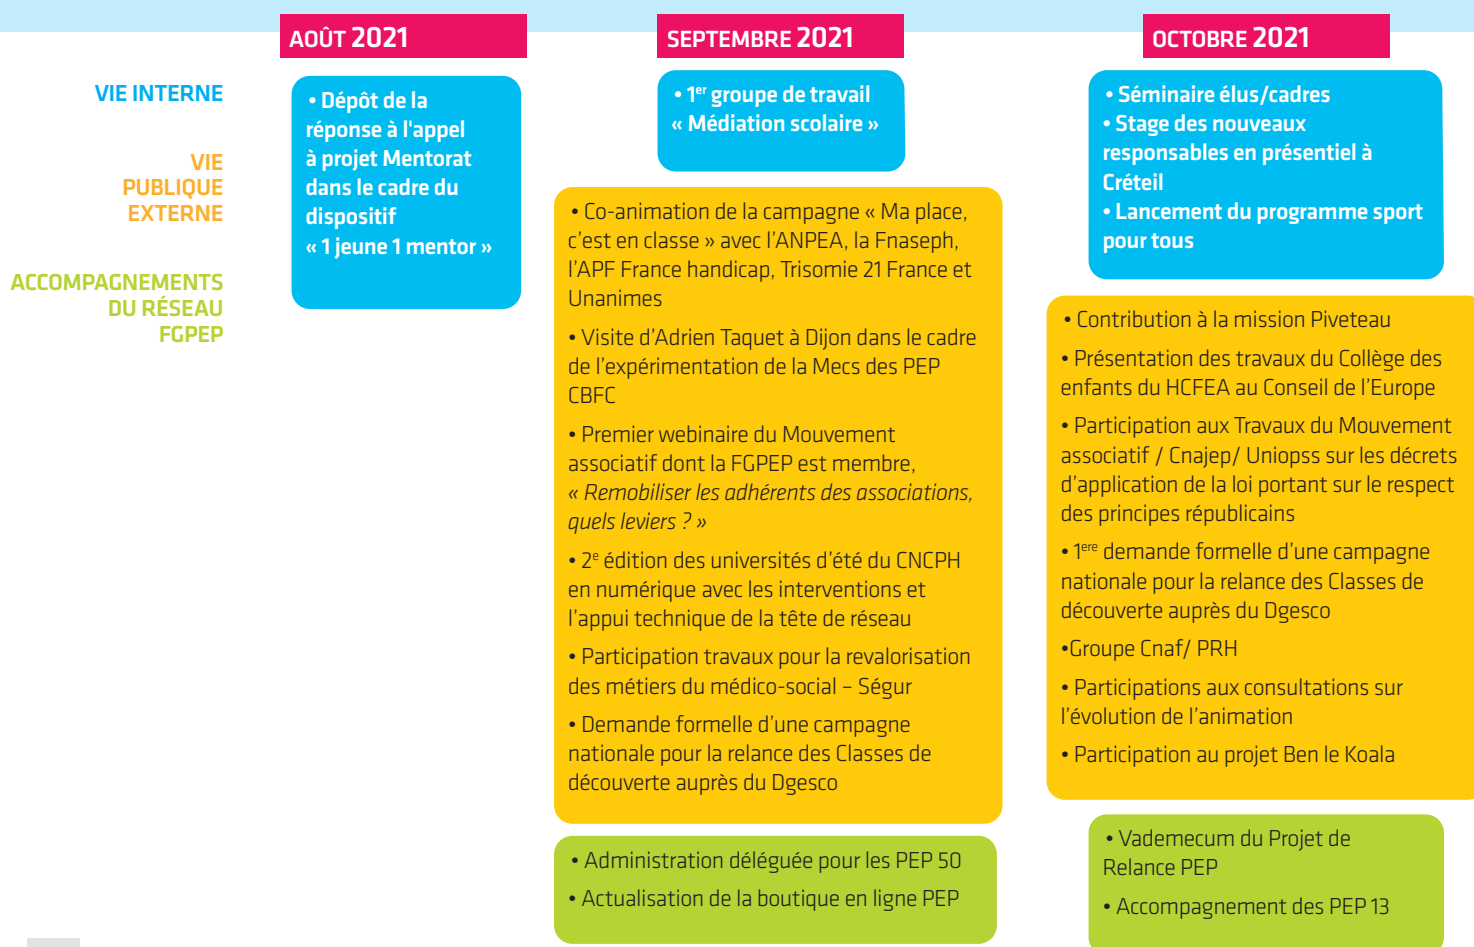 AOÛT 2021
SEPTEMBRE 2021
OCTOBRE 2021
VIE INTERNE
VIE
PUBLIQUE
EXTERNE
ACCOMPAGNEMENTS
DU RÉSEAU
FGPEP
• Dépôt de la
réponse à l'appel
à projet Mentorat
dans le cadre du
dispositif
« 1 jeune 1 mentor »
• 1er groupe de travail
« Médiation scolaire »
• Co-animation de la campagne « Ma place,
c'est en classe » avec l'ANPEA, la Fnaseph,
l'APF France handicap, Trisomie 21 France et
Unanimes
• Visite d'Adrien Taquet à Dijon dans le cadre
de l'expérimentation de la Mecs des PEP
CBFC
• Premier webinaire du Mouvement
associatif dont la FGPEP est membre,
« Remobiliser les adhérents des associations,
quels leviers ? »
• 2e édition des universités d'été du CNCPH
en numérique avec les interventions et
l'appui technique de la tête de réseau
• Participation travaux pour la revalorisation
des métiers du médico-social – Ségur
• Demande formelle d'une campagne
nationale pour la relance des Classes de
découverte auprès du Dgesco
• Administration déléguée pour les PEP 50
• Actualisation de la boutique en ligne PEP
• Séminaire élus/cadres
• Stage des nouveaux
responsables en présentiel à
Créteil
• Lancement du programme sport
pour tous
• Contribution à la mission Piveteau
• Présentation des travaux du Collège des
enfants du HCFEA au Conseil de l'Europe
• Participation aux Travaux du Mouvement
associatif / Cnajep/ Uniopss sur les décrets
d'application de la loi portant sur le respect
des principes républicains
• 1ere demande formelle d'une campagne
nationale pour la relance des Classes de
découverte auprès du Dgesco
•Groupe Cnaf/ PRH
• Participations aux consultations sur
l'évolution de l'animation
• Participation au projet Ben le Koala
• Vademecum du Projet de
Relance PEP
• Accompagnement des PEP 13